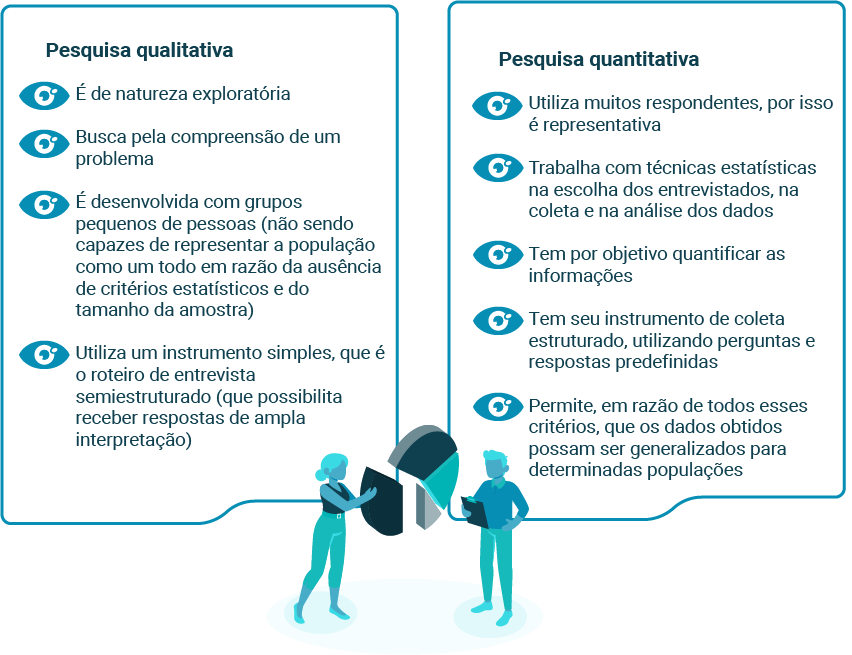 Pesquisa qualitativa
É de natureza exploratória
Busca pela compreensão de um
problema
É desenvolvida com grupos
pequenos de pessoas (não sendo
capazes de representar a população
como um todo em razão da ausência
de critérios estatísticos e do
tamanho da amostra)
Utiliza um instrumento simples, que é
o roteiro de entrevista
semiestruturado (que possibilita
receber respostas de ampla
interpretação)
Pesquisa quantitativa
Utiliza muitos respondentes, por isso
é representativa
Trabalha com técnicas estatísticas
na escolha dos entrevistados, na
coleta e na análise dos dados
Tem por objetivo quantificar as
informações
Tem seu instrumento de coleta
estruturado, utilizando perguntas e
respostas predefinidas
Permite, em razão de todos esses
critérios, que os dados obtidos
possam ser generalizados para
determinadas populações